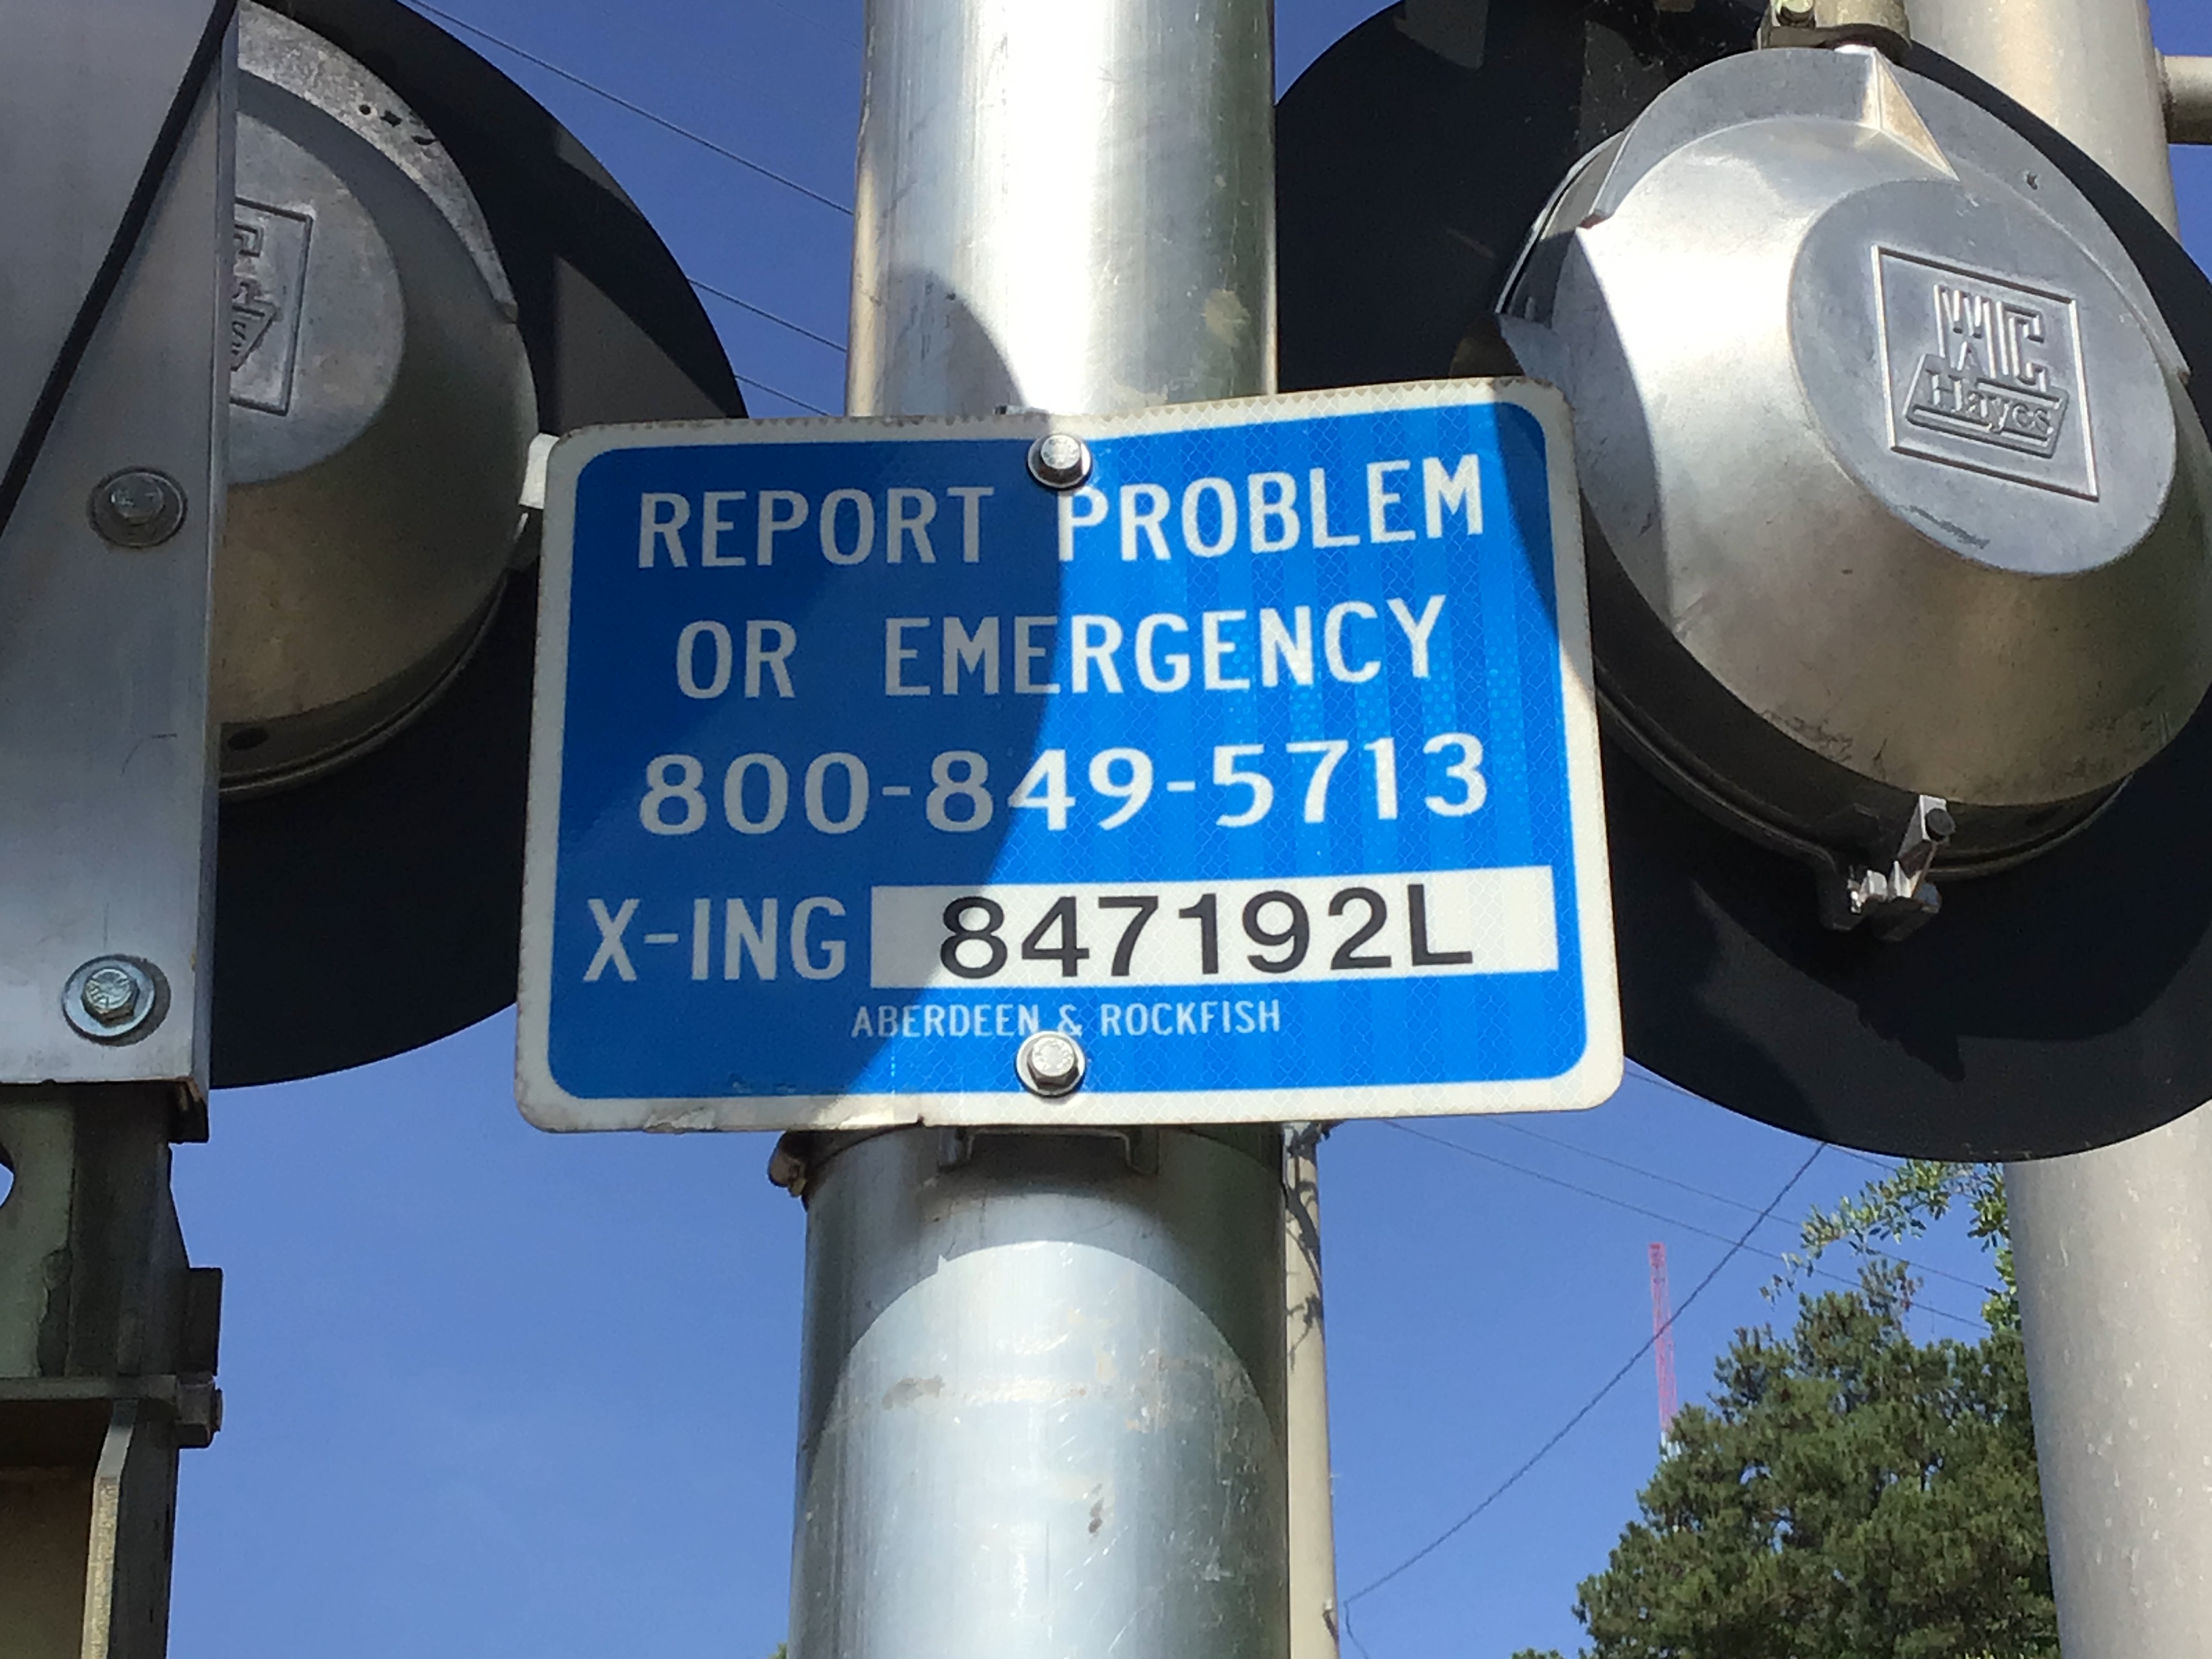 REPORT PROBLEM
OR EMERGENCY
800-849-5713
X-ING 847192L
ABERDEEN & ROCKFISH
Hayes